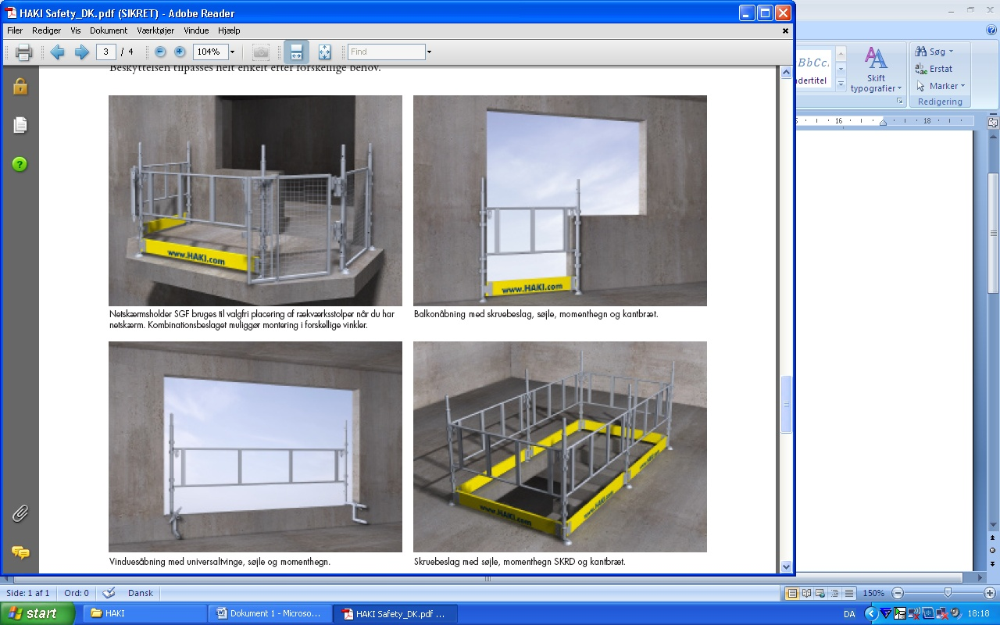 HAKI Safety_DK.pdf (SIKRET) - Adobe Reader
Filer Rediger Vis Dokument Værktøjer Vindue Hjælp
3 / 4 104% Find
Beskyttelsen tilpasses helt enkelt efter forskellige behov.
www.HAKI.com
www.HAKI.com
Netskærmsholder SGF bruges til valgfri placering af rækværksstolper når du har
netskærm. Kombinationsbeslaget muliggør montering i forskellige vinkler.
Balkonåbning med skruebeslag, søjle, momenthegn og kantbræt.
www.HAKI.com
www.HAKI.com
www.HAKI.com
Vinduesåbning med universaltvinge, søjle og momenthegn.
Skruebeslag med søjle, momenthegn SKRD og kantbræt.
BbCc.
dertitel
Skift
typografier
Søg
Erstat
Marker
Redigering
16 18
Side: 1 af 1 Ord: 0 Dansk 150%
start HAKI Dokument 1 - Microso... HAKI Safety_DK.pdf ... DA 18:18